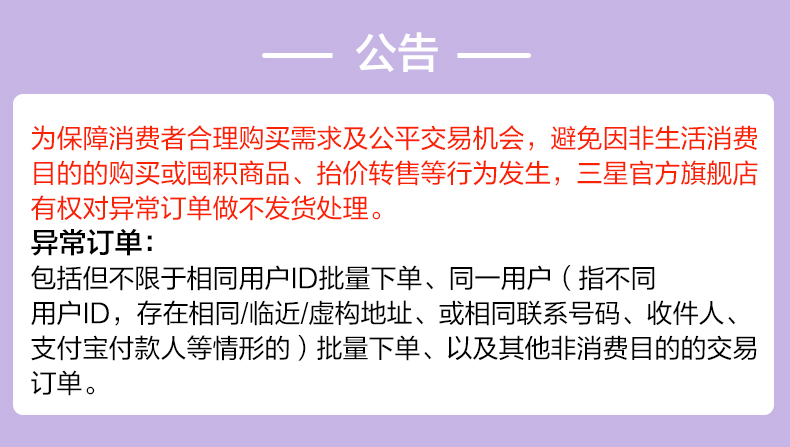 公告
为保障消费者合理购买需求及公平交易机会，避免因非生活消费
目的的购买或囤积商品、抬价转售等行为发生，三星官方旗舰店
有权对异常订单做不发货处理。
异常订单：
包括但不限于相同用户ID批量下单、同一用户（指不同
用户ID，存在相同/临近/虚构地址、或相同联系号码、收件人、
支付宝付款人等情形的）批量下单、以及其他非消费目的的交易
订单。